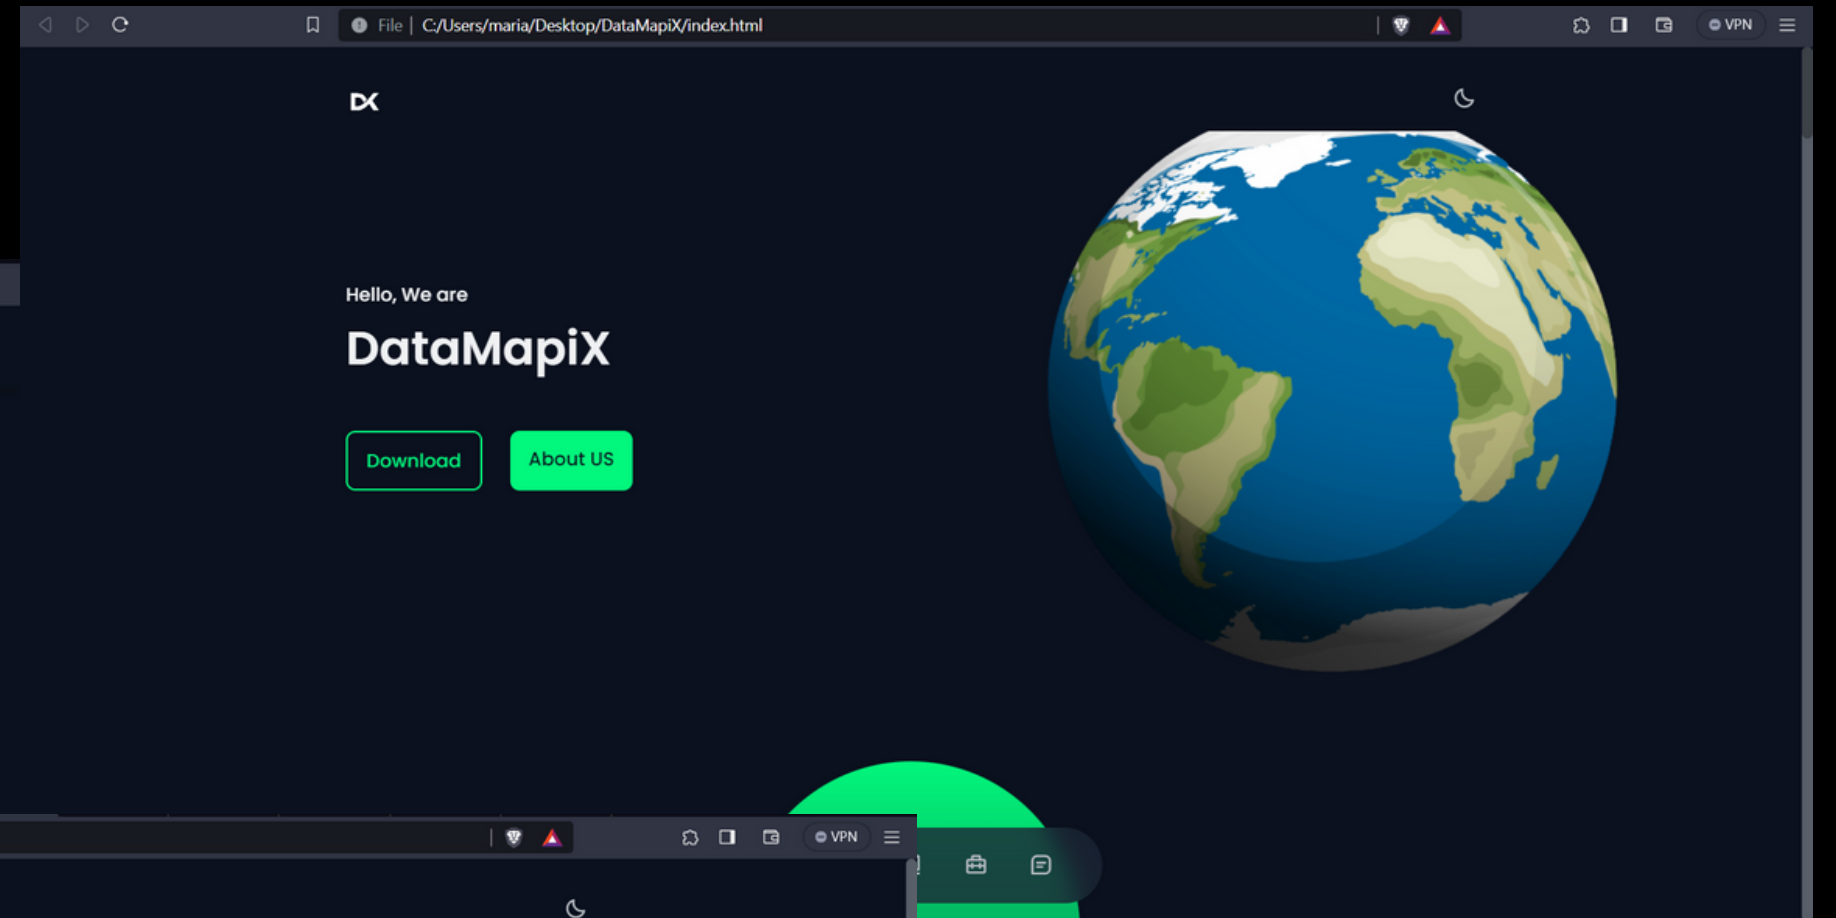 File | C:/Users/maria/Desktop/DataMapiX/index.html
VPN
DX
Hello, We are
DataMapiX
Download
About US
VPN